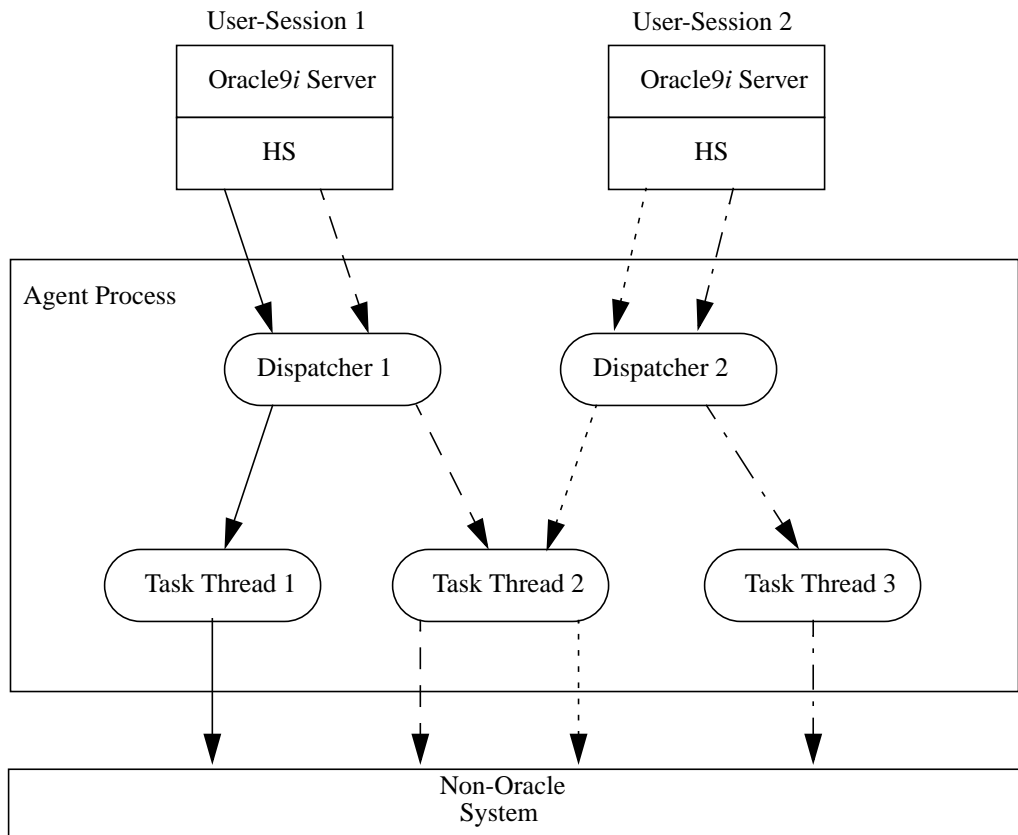 User-Session 1
User-Session 2
Oracle9i Server
Oracle9i Server
HS
HS
Agent Process
Dispatcher 1
Dispatcher 2
Task Thread 1
Task Thread 2
Task Thread 3
Non-Oracle
System